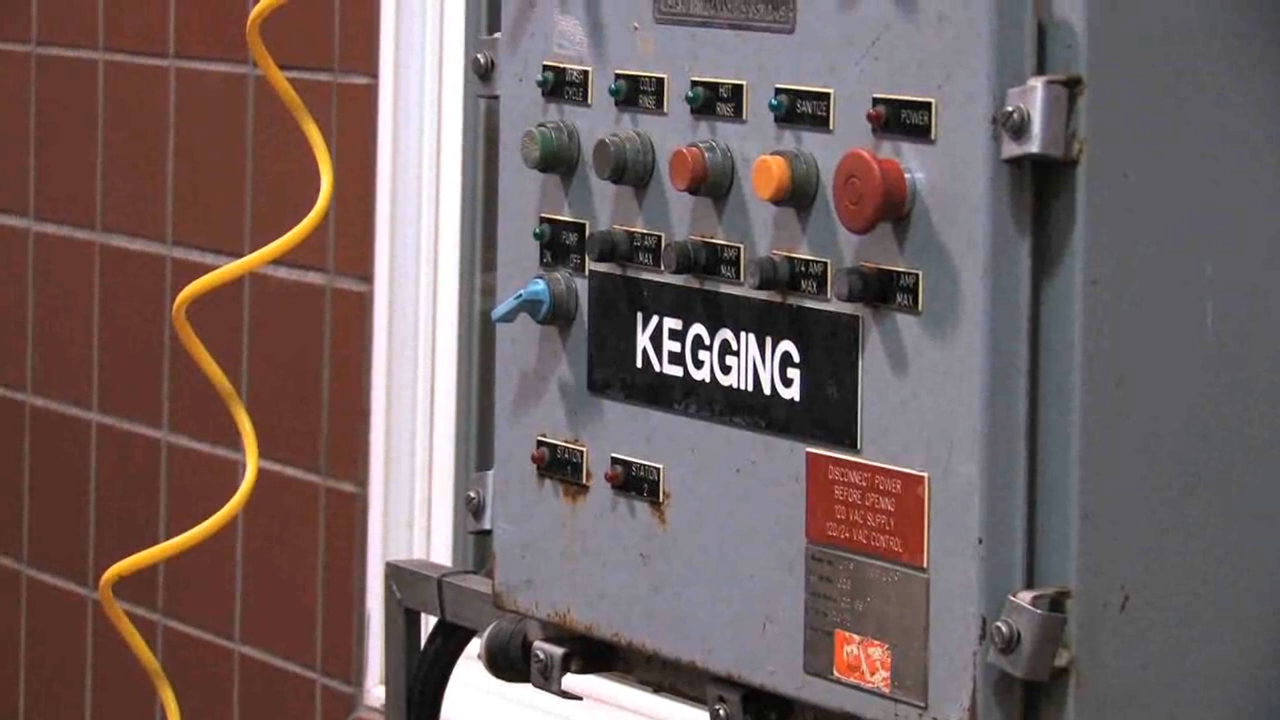 WASH
CYCLE
COLD
RINSE
HOT
RINSE
SANITIZE
POWER
PUMP
ON OFF
20 AMP
MAX
1 AMP
MAX
1/4 AMP
MAX
1 AMP
MAX
KEGGING
STATION
1
STATION
2
DISCONNECT POWER
BEFORE OPENING
120 VAC SUPPLY
120/24 VAC CONTROL